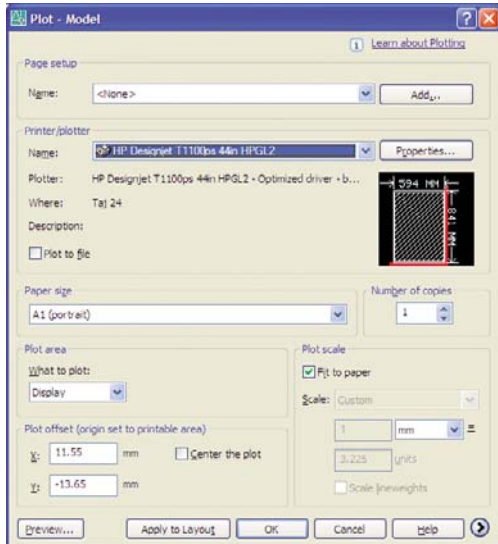 Plot - Model
Learn about Plotting
Page setup
Name: <None> Add...
Printer/plotter
Name: HP Designjet T1100ps 44in HPGL2 Properties...
Plotter: HP Designjet T1100ps 44in HPGL2 - Optimized driver - b...
Where: Taj 24
Description:
Plot to file
594 MM
841 MM
Paper size
A1 (portrait)
Number of copies
1
Plot area
What to plot:
Display
Plot scale
Fit to paper
Scale: Custom
1 mm =
3.225 units
Scale lineweights
Plot offset (origin set to printable area)
X: 11.55 mm Center the plot
Y: -13.65 mm
Preview... Apply to Layout OK Cancel Help